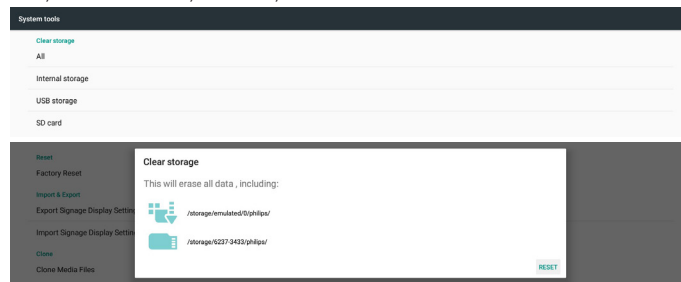 System tools
Clear storage
All
Internal storage
USB storage
SD card
Reset
Factory Reset
Import & Export
Export Signage Display Settin
Import Signage Display Settin
Clone
Clone Media Files
Clear storage
This will erase all data , including:
/storage/emulated/0/philips/
/storage/6237-3433/philips/
RESET